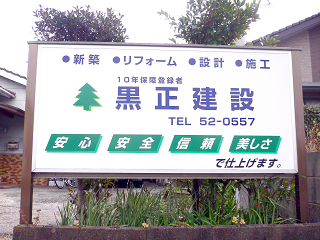 ●新築 ●リフォーム ●設計 ●施工
10年保障登録者
黒正建設
TEL 52-0557
安心 安全 信頼 美しさ
で仕上げます。